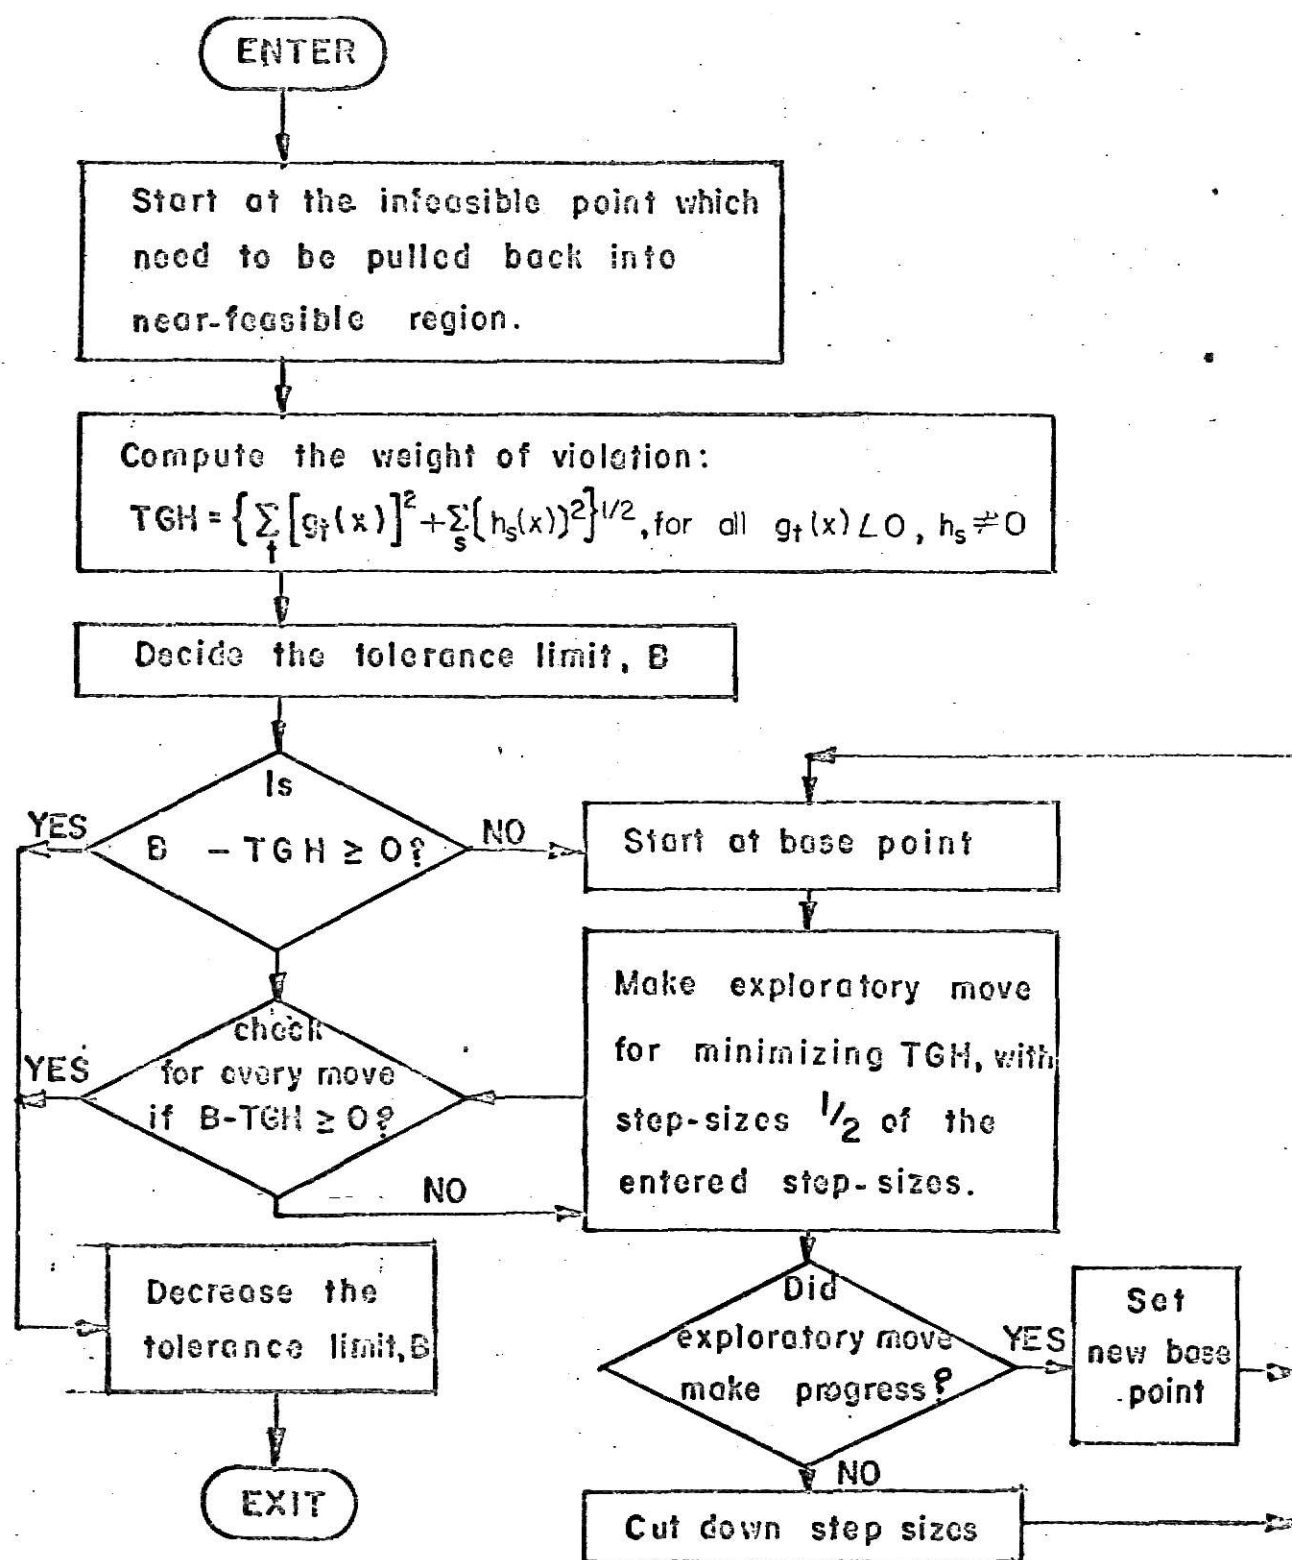 ENTER
Start at the infeasible point which
need to be pulled back into
near-feasible region.
Compute the weight of violation:
TGH = {∑t [gt(x)]² + ∑s [hs(x))²}^1/2, for all gt(x) ∠ 0, hs ≠ 0
Decide the tolerance limit, B
Is
B - TGH ≥ 0?
YES
NO
Start at base point
check
for every move
if B-TGH ≥ 0?
YES
NO
Make exploratory move
for minimizing TGH, with
step-sizes 1/2 of the
entered step-sizes.
Decrease the
tolerance limit, B
EXIT
Did
exploratory move
make progress?
YES
Set
new base
point
NO
Cut down step sizes